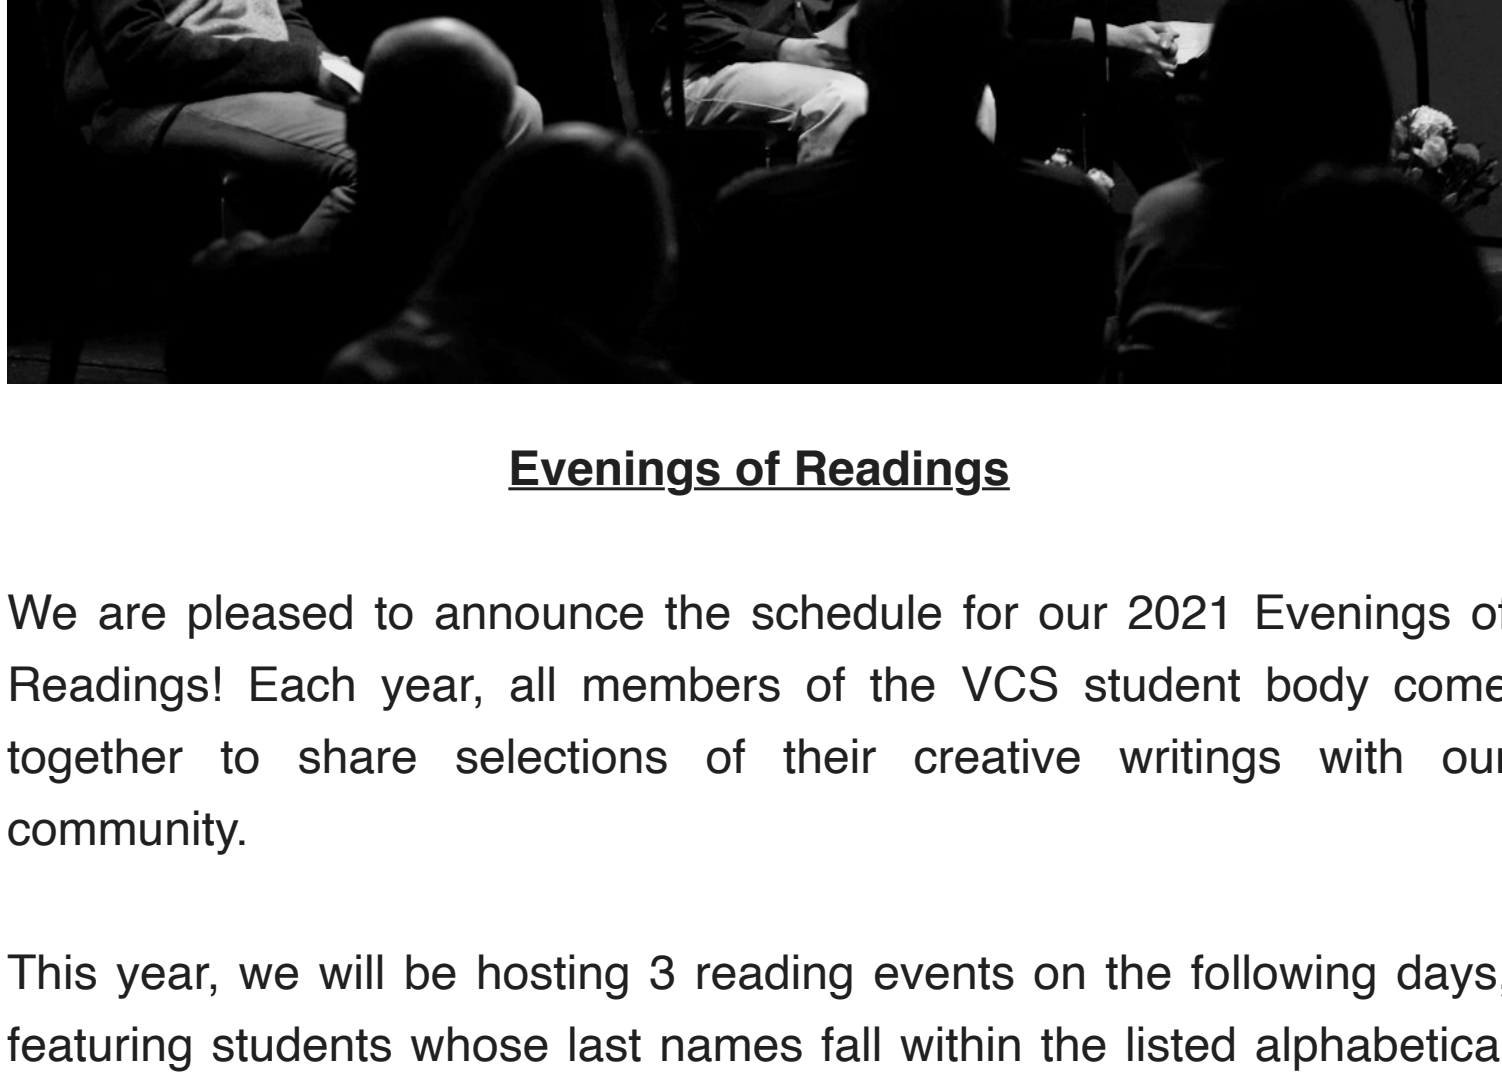 Evenings of Readings
We are pleased to announce the schedule for our 2021 Evenings of
Readings! Each year, all members of the VCS student body come
together to share selections of their creative writings with our
community.
This year, we will be hosting 3 reading events on the following days,
featuring students whose last names fall within the listed alphabetica